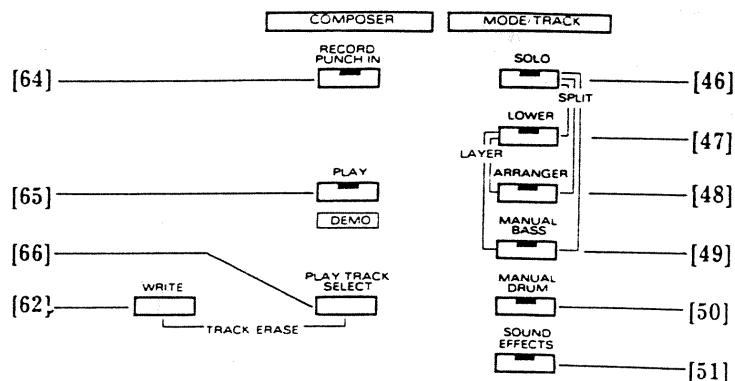 COMPOSER
MODE/TRACK
RECORD
PUNCH IN
SOLO
[64]
[46]
SPLIT
LOWER
[47]
LAYER
PLAY
ARRANGER
[65]
[48]
DEMO
MANUAL
BASS
[66]
[49]
WRITE
PLAY TRACK
SELECT
MANUAL
DRUM
[62]
[50]
TRACK ERASE
SOUND
EFFECTS
[51]